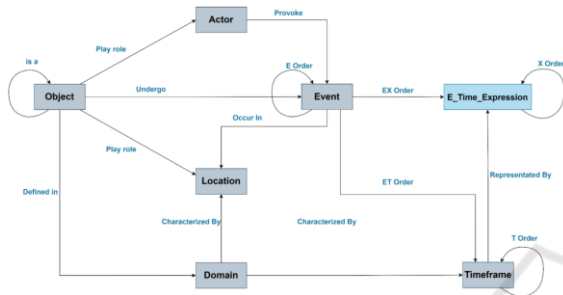 Actor
Provoke
Play role
is a
E Order
X Order
Object
Undergo
Event
EX Order
E_Time_Expression
Occur In
Play role
Location
ET Order
Representated By
Defined in
Characterized By
Characterized By
T Order
Domain
Timeframe